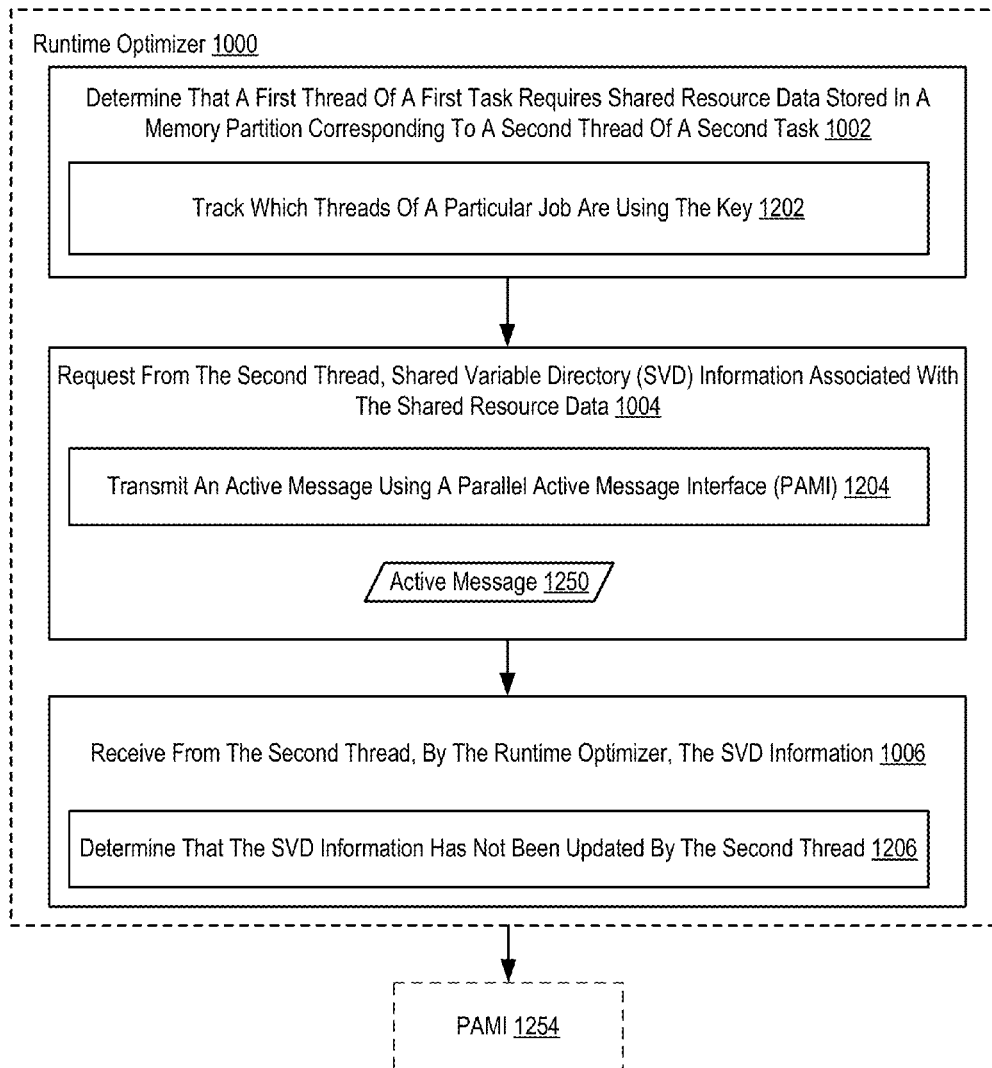 Runtime Optimizer 1000
Determine That A First Thread Of A First Task Requires Shared Resource Data Stored In A
Memory Partition Corresponding To A Second Thread Of A Second Task 1002
Track Which Threads Of A Particular Job Are Using The Key 1202
Request From The Second Thread, Shared Variable Directory (SVD) Information Associated With
The Shared Resource Data 1004
Transmit An Active Message Using A Parallel Active Message Interface (PAMI) 1204
Active Message 1250
Receive From The Second Thread, By The Runtime Optimizer, The SVD Information 1006
Determine That The SVD Information Has Not Been Updated By The Second Thread 1206
PAMI 1254